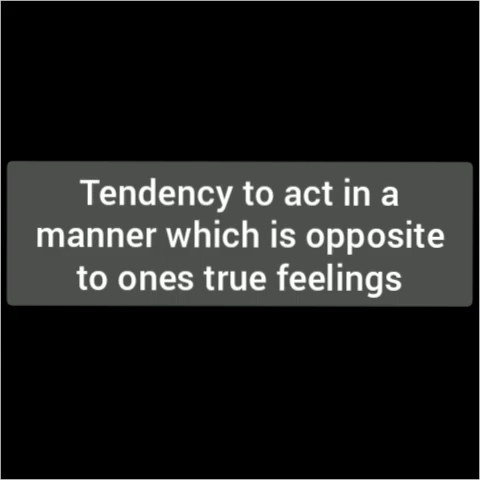 Tendency to act in a
manner which is opposite
to ones true feelings